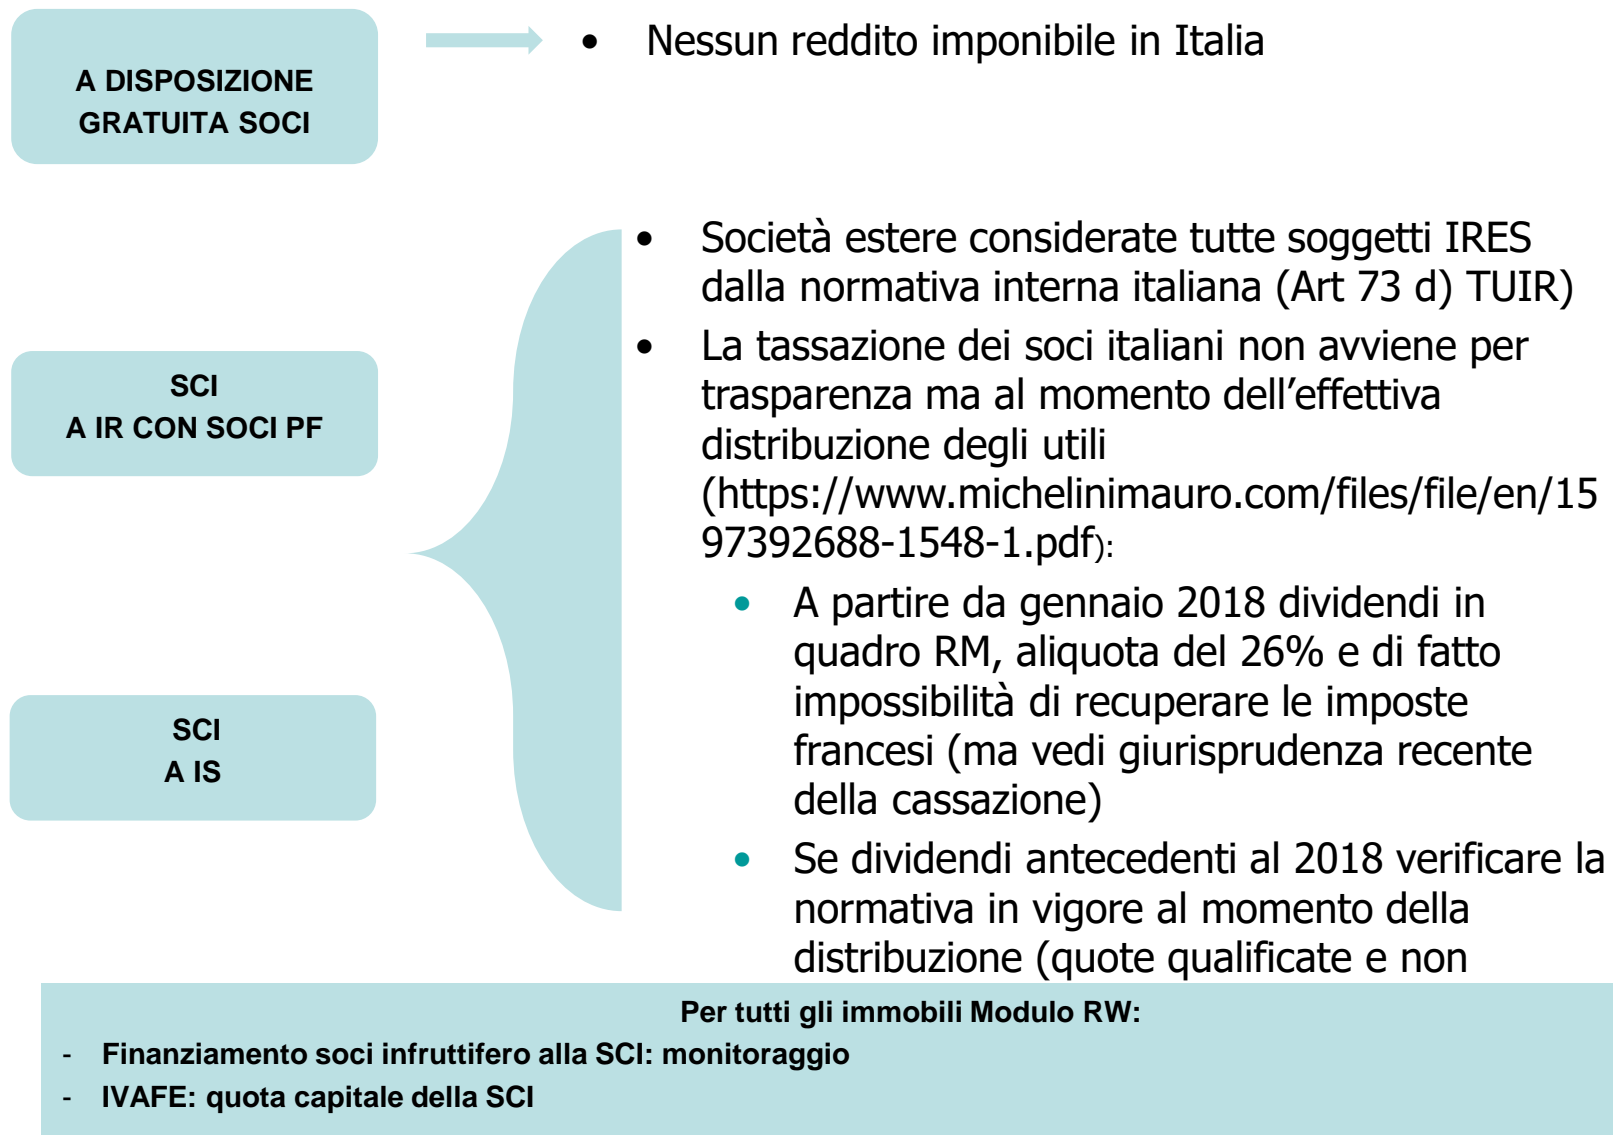 A DISPOSIZIONE
GRATUITA SOCI
• Nessun reddito imponibile in Italia
SCI
A IR CON SOCI PF
SCI
A IS
• Società estere considerate tutte soggetti IRES
dalla normativa interna italiana (Art 73 d) TUIR)
• La tassazione dei soci italiani non avviene per
trasparenza ma al momento dell’effettiva
distribuzione degli utili
(https://www.michelinimauro.com/files/file/en/15
97392688-1548-1.pdf):
• A partire da gennaio 2018 dividendi in
quadro RM, aliquota del 26% e di fatto
impossibilità di recuperare le imposte
francesi (ma vedi giurisprudenza recente
della cassazione)
• Se dividendi antecedenti al 2018 verificare la
normativa in vigore al momento della
distribuzione (quote qualificate e non
Per tutti gli immobili Modulo RW:
- Finanziamento soci infruttifero alla SCI: monitoraggio
- IVAFE: quota capitale della SCI